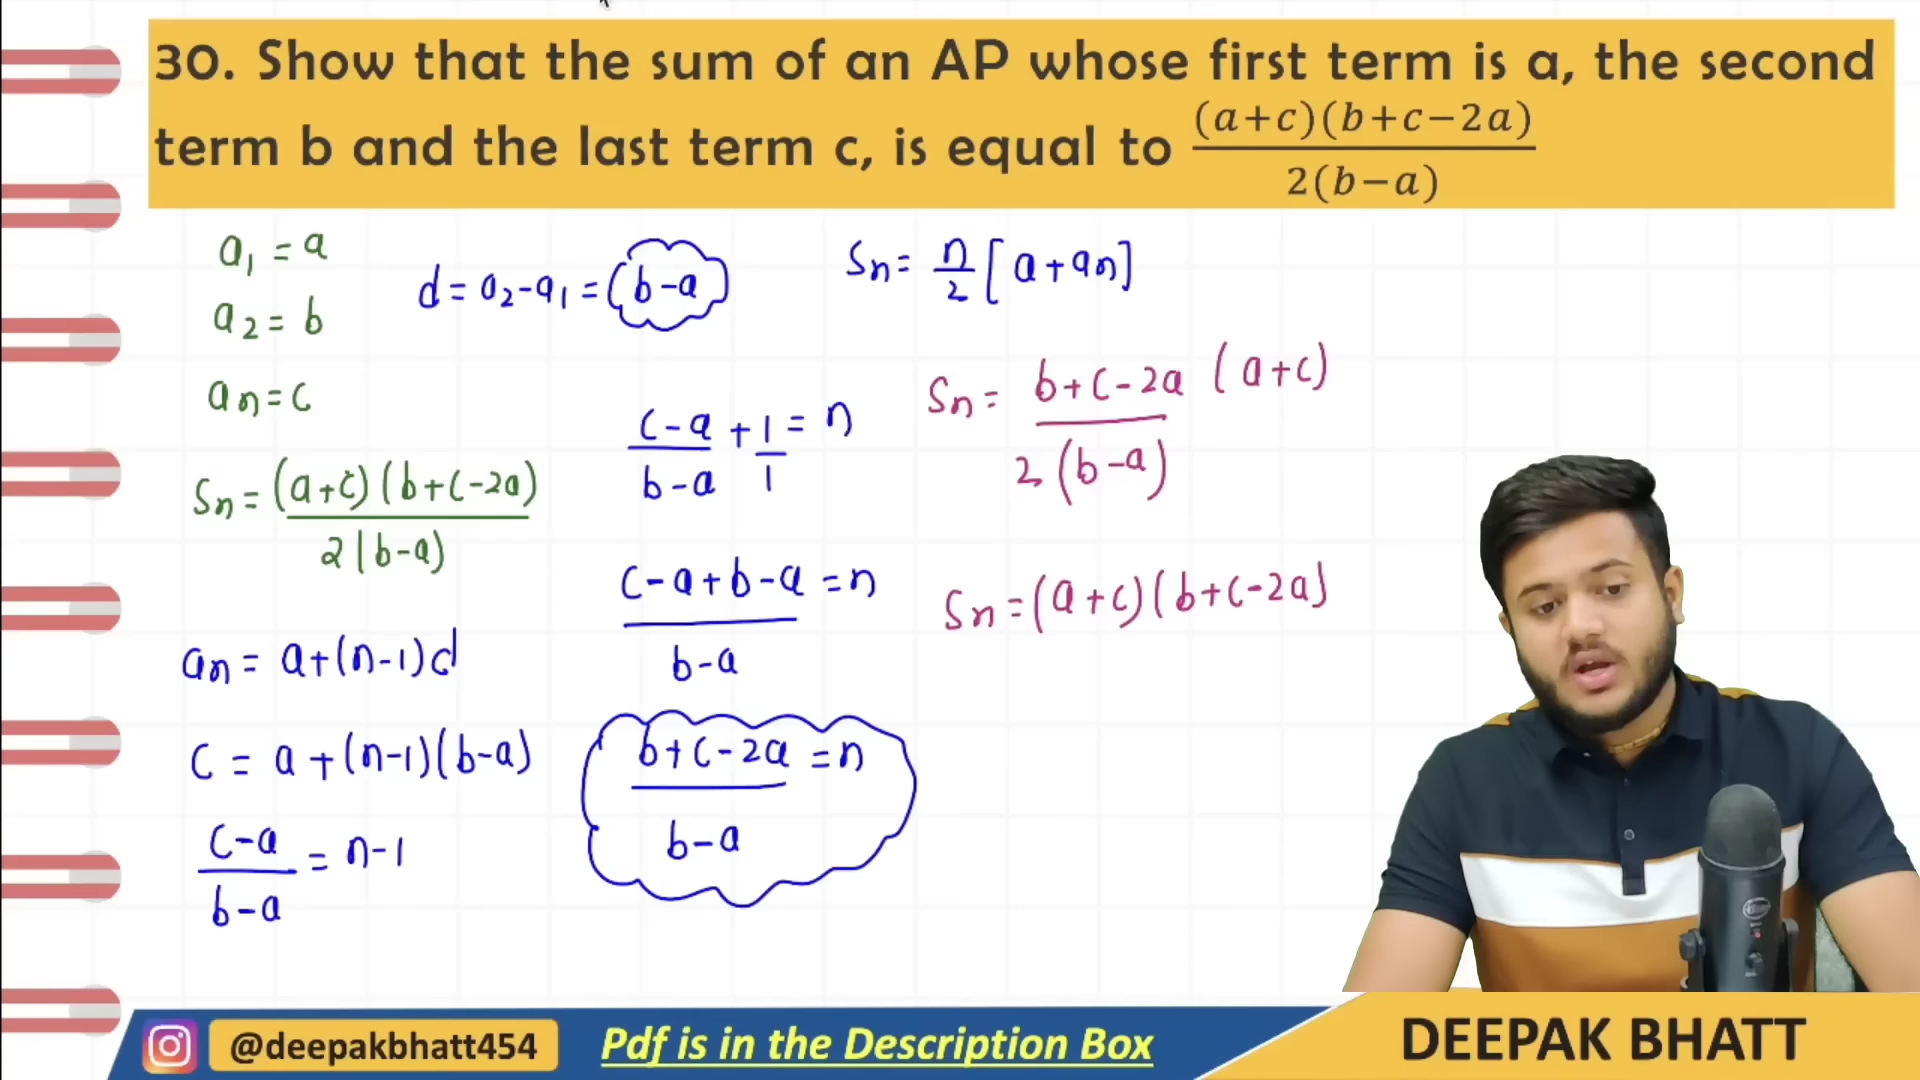 30. Show that the sum of an AP whose first term is a, the second
term b and the last term c, is equal to (a+c)(b+c−2a)/2(b−a)
a₁ = a
a₂ = b
an = c
Sn = (a+c)(b+c-2a)/2(b-a)
an = a+(n-1)d
c = a+(n-1)(b-a)
c-a/b-a = n-1
d = a₂-a₁ = (b-a)
c-a/b-a + 1/1 = n
c-a+b-a/b-a = n
b+c-2a/b-a = n
Sn = n/2 [a+an]
Sn = b+c-2a/2(b-a) (a+c)
Sn = (a+c)(b+c-2a)
@deepakbhatt454
Pdf is in the Description Box
DEEPAK BHATT